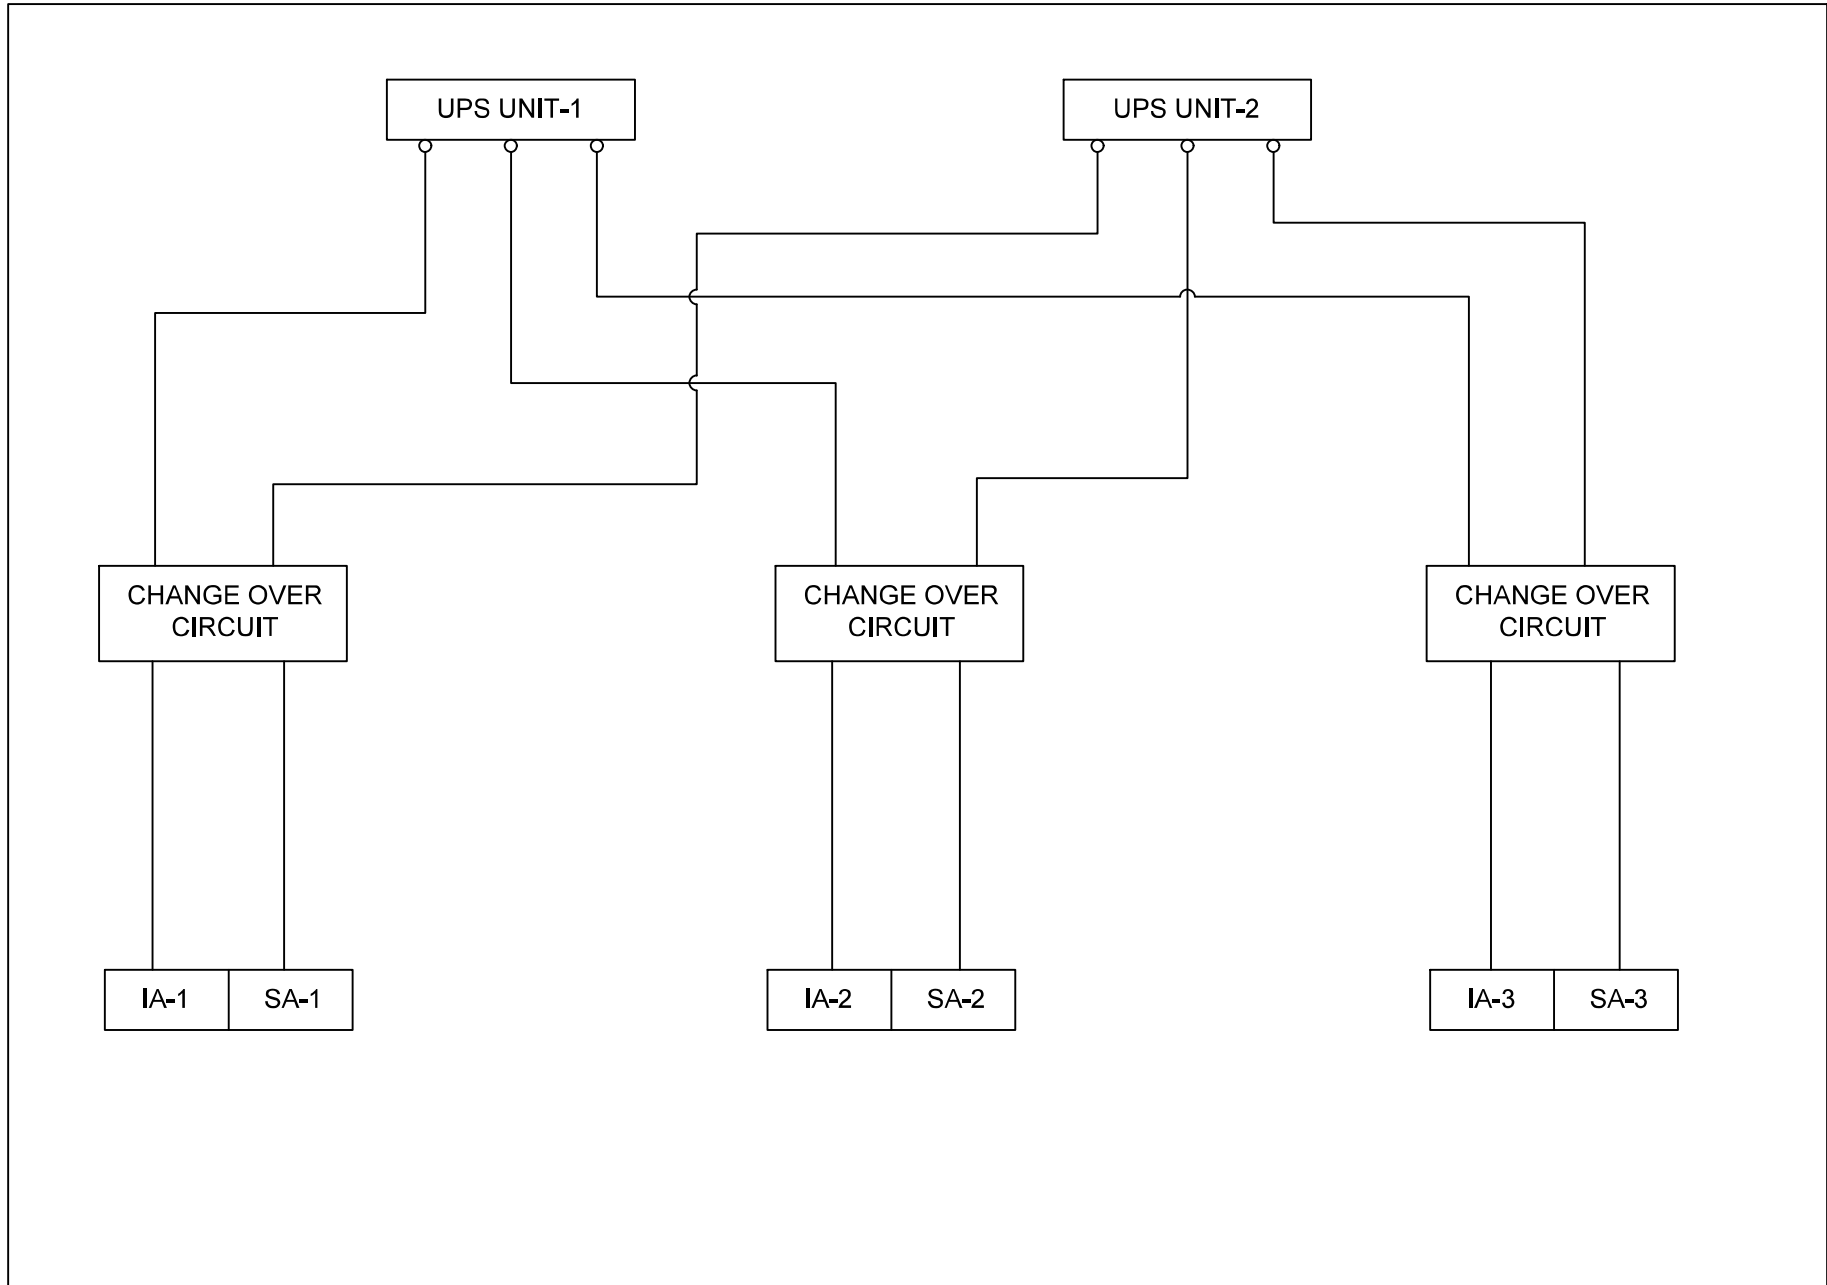 UPS UNIT-1
UPS UNIT-2
CHANGE OVER
CIRCUIT
CHANGE OVER
CIRCUIT
CHANGE OVER
CIRCUIT
IA-1
SA-1
IA-2
SA-2
IA-3
SA-3